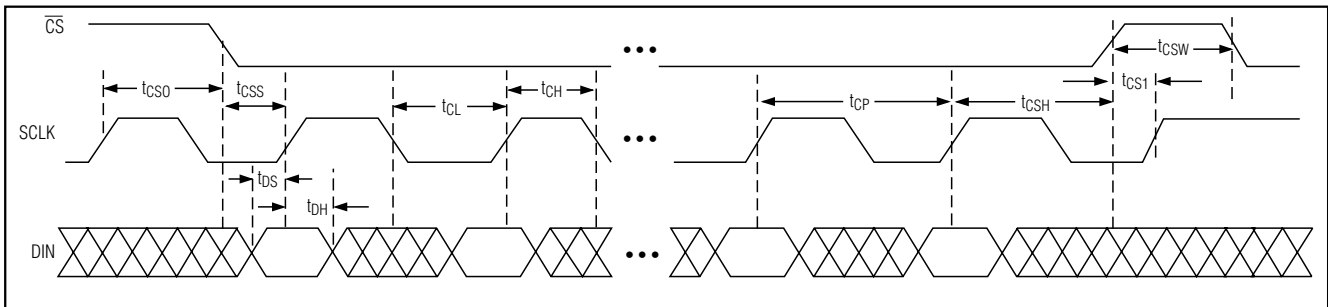 CS
tCSW
tCSO
tCSS
tCL
tCH
tCP
tCSH
tCS1
SCLK
tDS
tDH
DIN